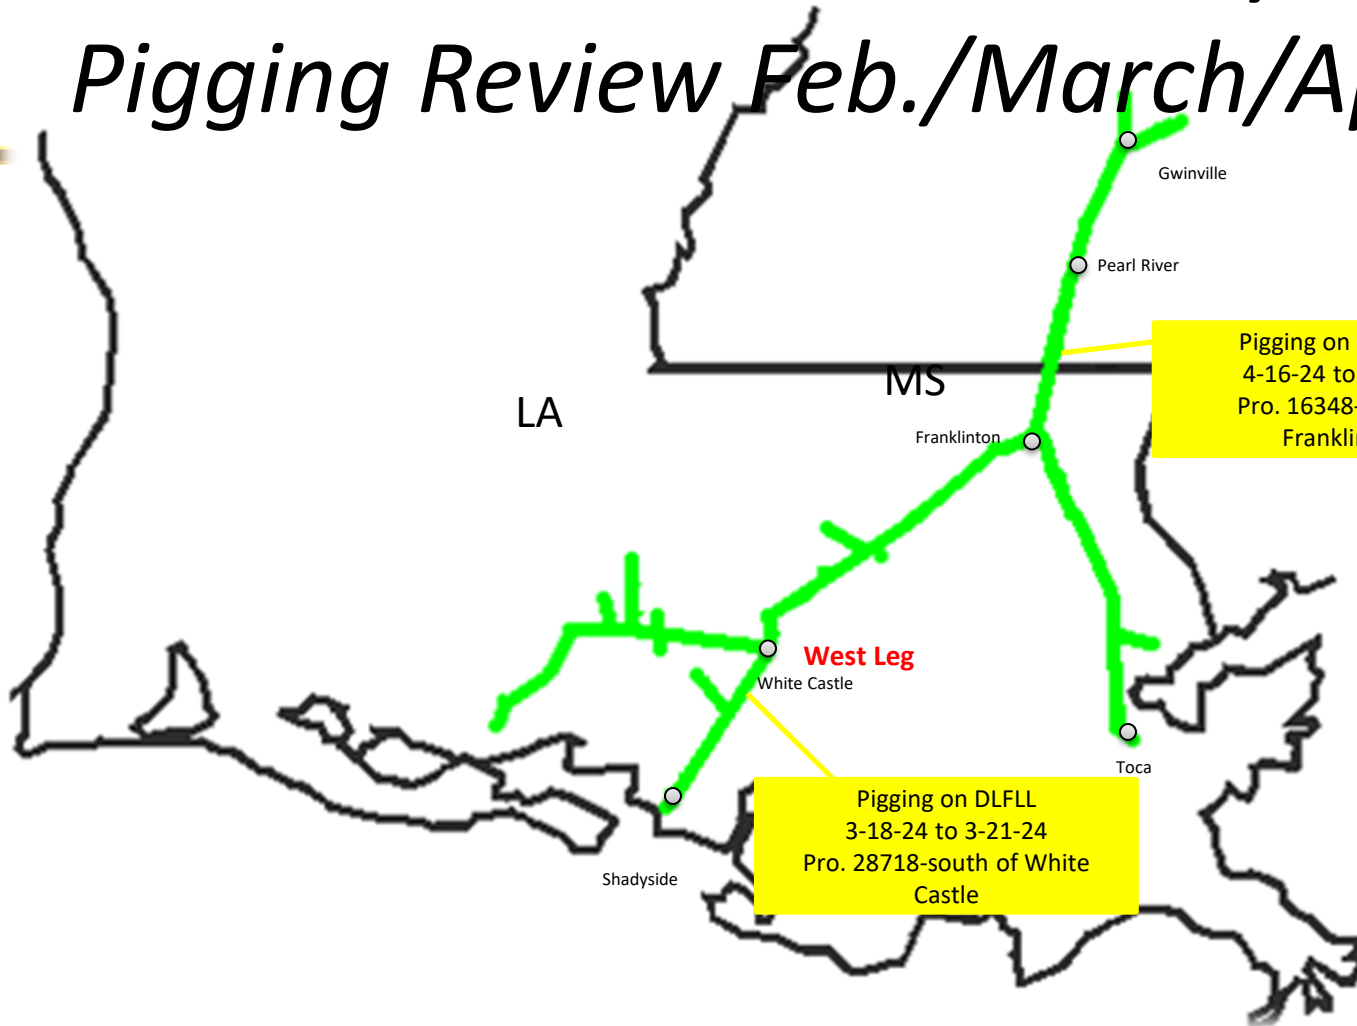 Pigging Review Feb./March/Ap
Gwinville
Pearl River
Pigging on
4-16-24 to
Pro. 16348-
Frankli
MS
LA
Franklinton
West Leg
White Castle
Toca
Pigging on DLFLL
3-18-24 to 3-21-24
Pro. 28718-south of White
Castle
Shadyside